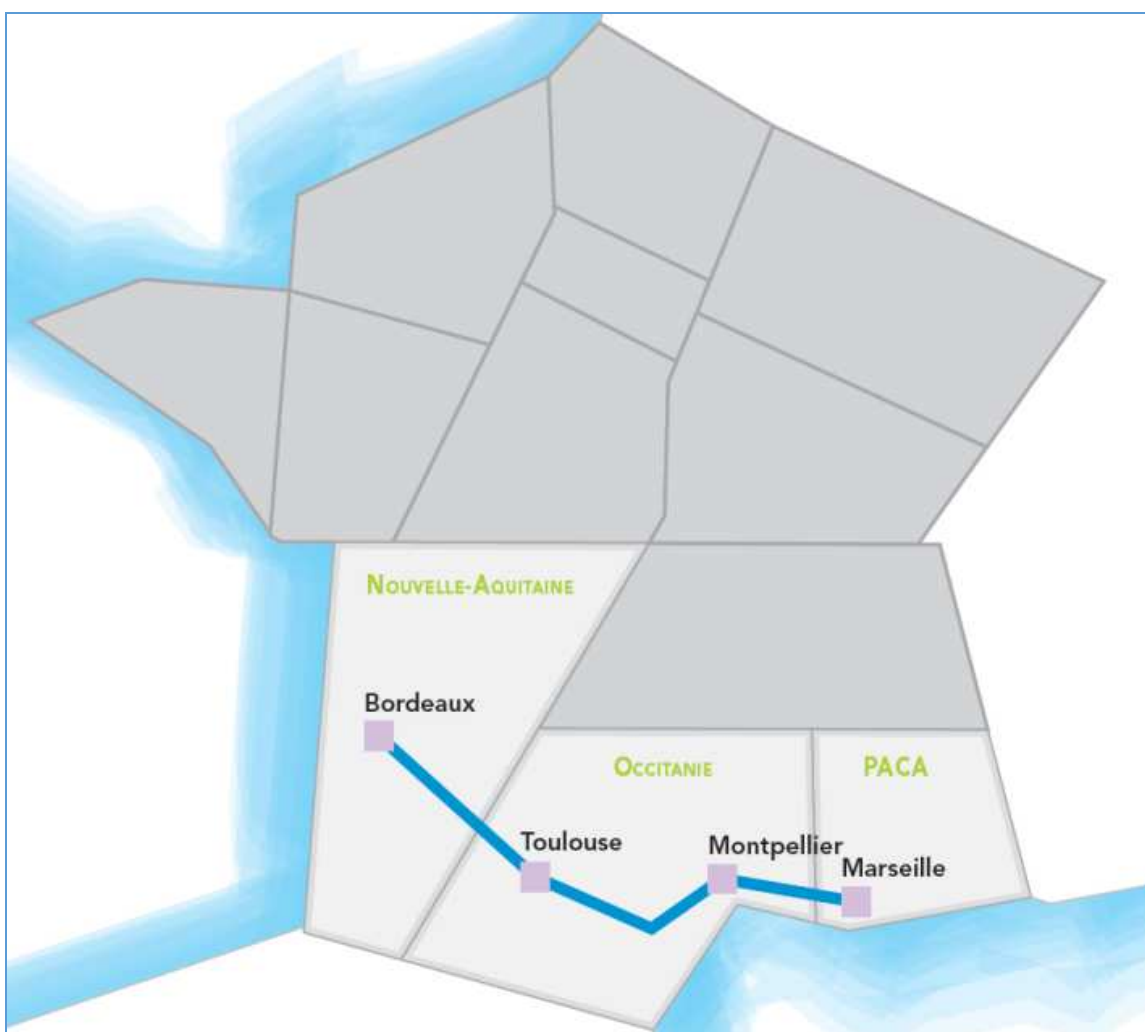 Nouvelle-Aquitaine
Bordeaux
Occitanie
PACA
Toulouse
Montpellier
Marseille